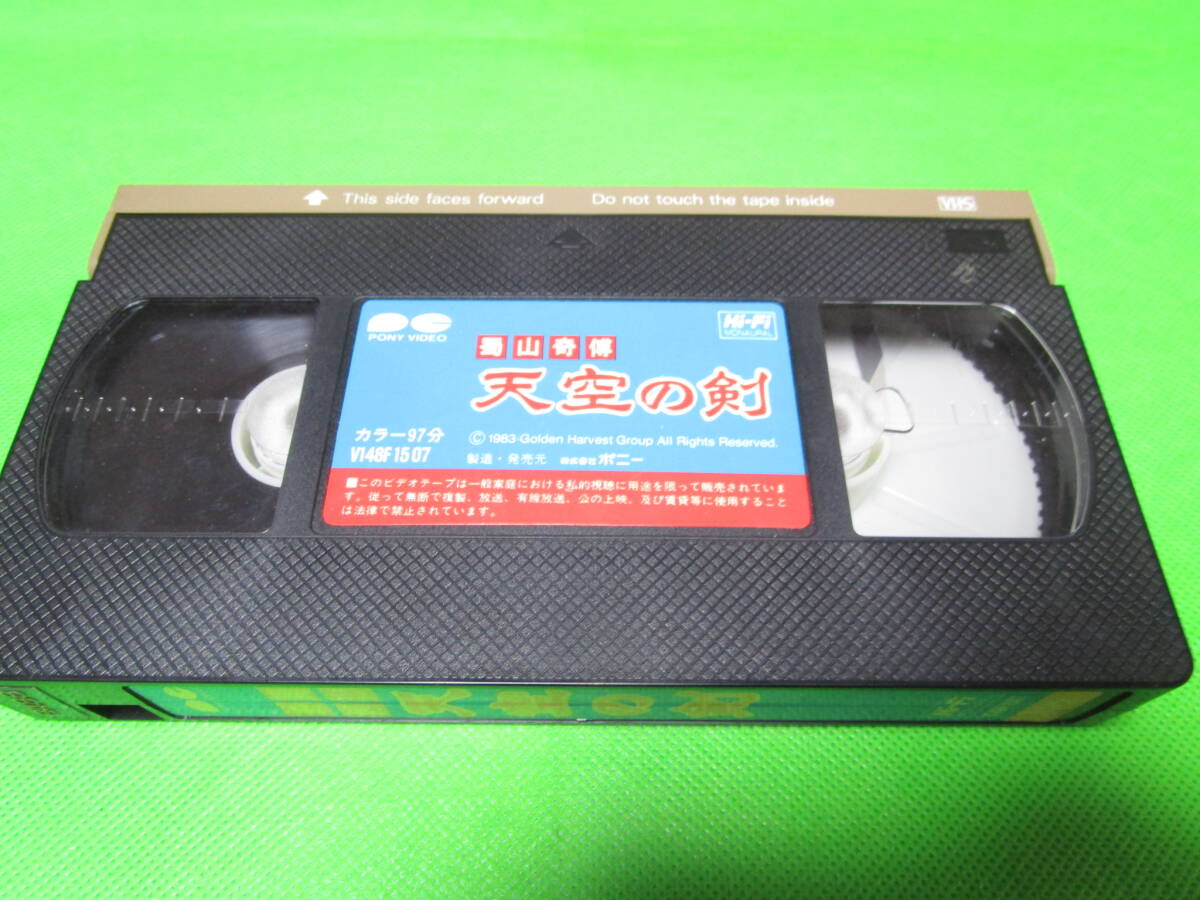 This side faces forward Do not touch the tape inside VHS
PONY VIDEO
Hi-Fi
MONAURAL
蜀山奇傳
天空の剣
カラー97分
© 1983 Golden Harvest Group All Rights Reserved.
V148F1507
製造・発売元 株式会社ポニー
■このビデオテープは一般家庭における私的視聴に用途を限って販売されていま
す。従って無断で複製、放送、有線放送、公の上映、及び賃貸等に使用すること
は法律で禁止されています。